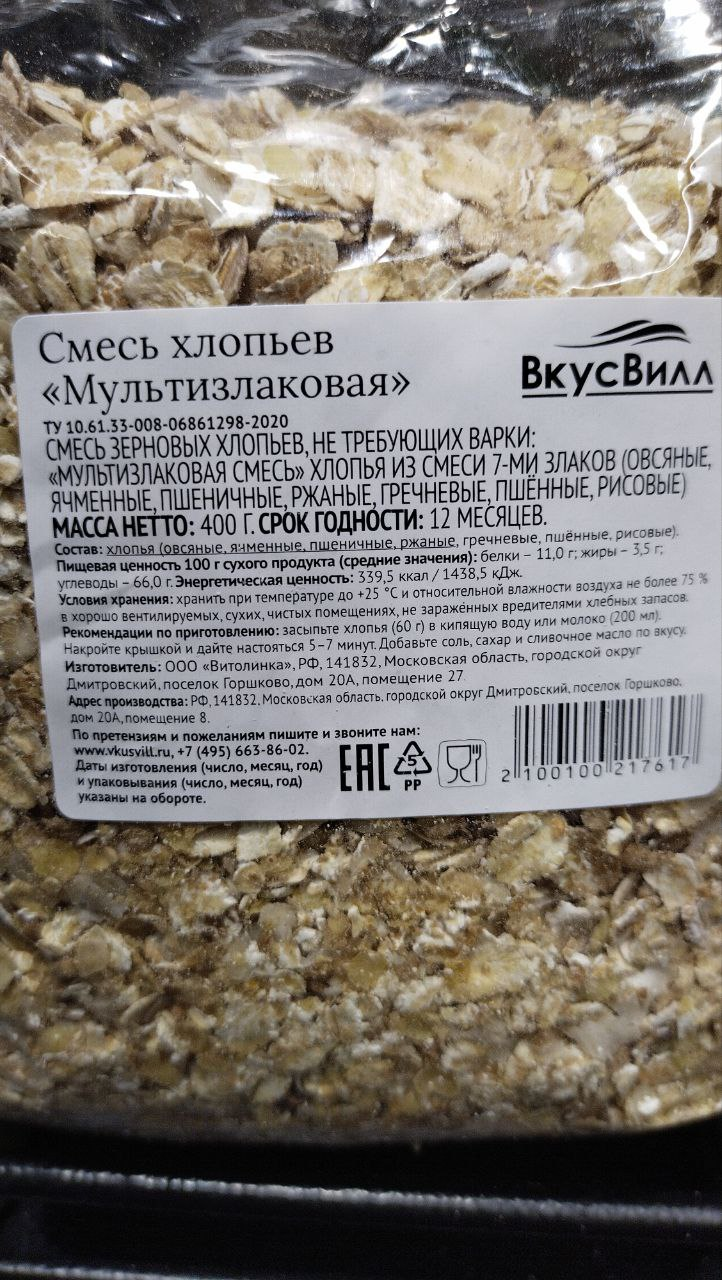 Смесь хлопьев
«Мультизлаковая»
ВкусВилл
ТУ 10.61.33-008-06861298-2020
СМЕСЬ ЗЕРНОВЫХ ХЛОПЬЕВ, НЕ ТРЕБУЮЩИХ ВАРКИ:
«МУЛЬТИЗЛАКОВАЯ СМЕСЬ» ХЛОПЬЯ ИЗ СМЕСИ 7-МИ ЗЛАКОВ (ОВСЯНЫЕ,
ЯЧМЕННЫЕ, ПШЕНИЧНЫЕ, РЖАНЫЕ, ГРЕЧНЕВЫЕ, ПШЁННЫЕ, РИСОВЫЕ)
МАССА НЕТТО: 400 Г. СРОК ГОДНОСТИ: 12 МЕСЯЦЕВ.
Состав: хлопья (овсяные, ячменные, пшеничные, ржаные, гречневые, пшённые, рисовые).
Пищевая ценность 100 г сухого продукта (средние значения): белки – 11,0 г; жиры – 3,5 г;
углеводы – 66,0 г. Энергетическая ценность: 339,5 ккал / 1438,5 кДж.
Условия хранения: хранить при температуре до +25 °С и относительной влажности воздуха не более 75 %
в хорошо вентилируемых, сухих, чистых помещениях, не заражённых вредителями хлебных запасов.
Рекомендации по приготовлению: засыпьте хлопья (60 г) в кипящую воду или молоко (200 мл).
Накройте крышкой и дайте настояться 5–7 минут. Добавьте соль, сахар и сливочное масло по вкусу.
Изготовитель: ООО «Витолинка», РФ, 141832, Московская область, городской округ
Дмитровский, поселок Горшково, дом 20А, помещение 27.
Адрес производства: РФ, 141832, Московская область, городской округ Дмитровский, поселок Горшково,
дом 20А, помещение 8.
По претензиям и пожеланиям пишите и звоните нам:
www.vkusvill.ru, +7 (495) 663-86-02.
Даты изготовления (число, месяц, год)
и упаковывания (число, месяц, год)
указаны на обороте.
EAC
5
PP
2 100100 217617